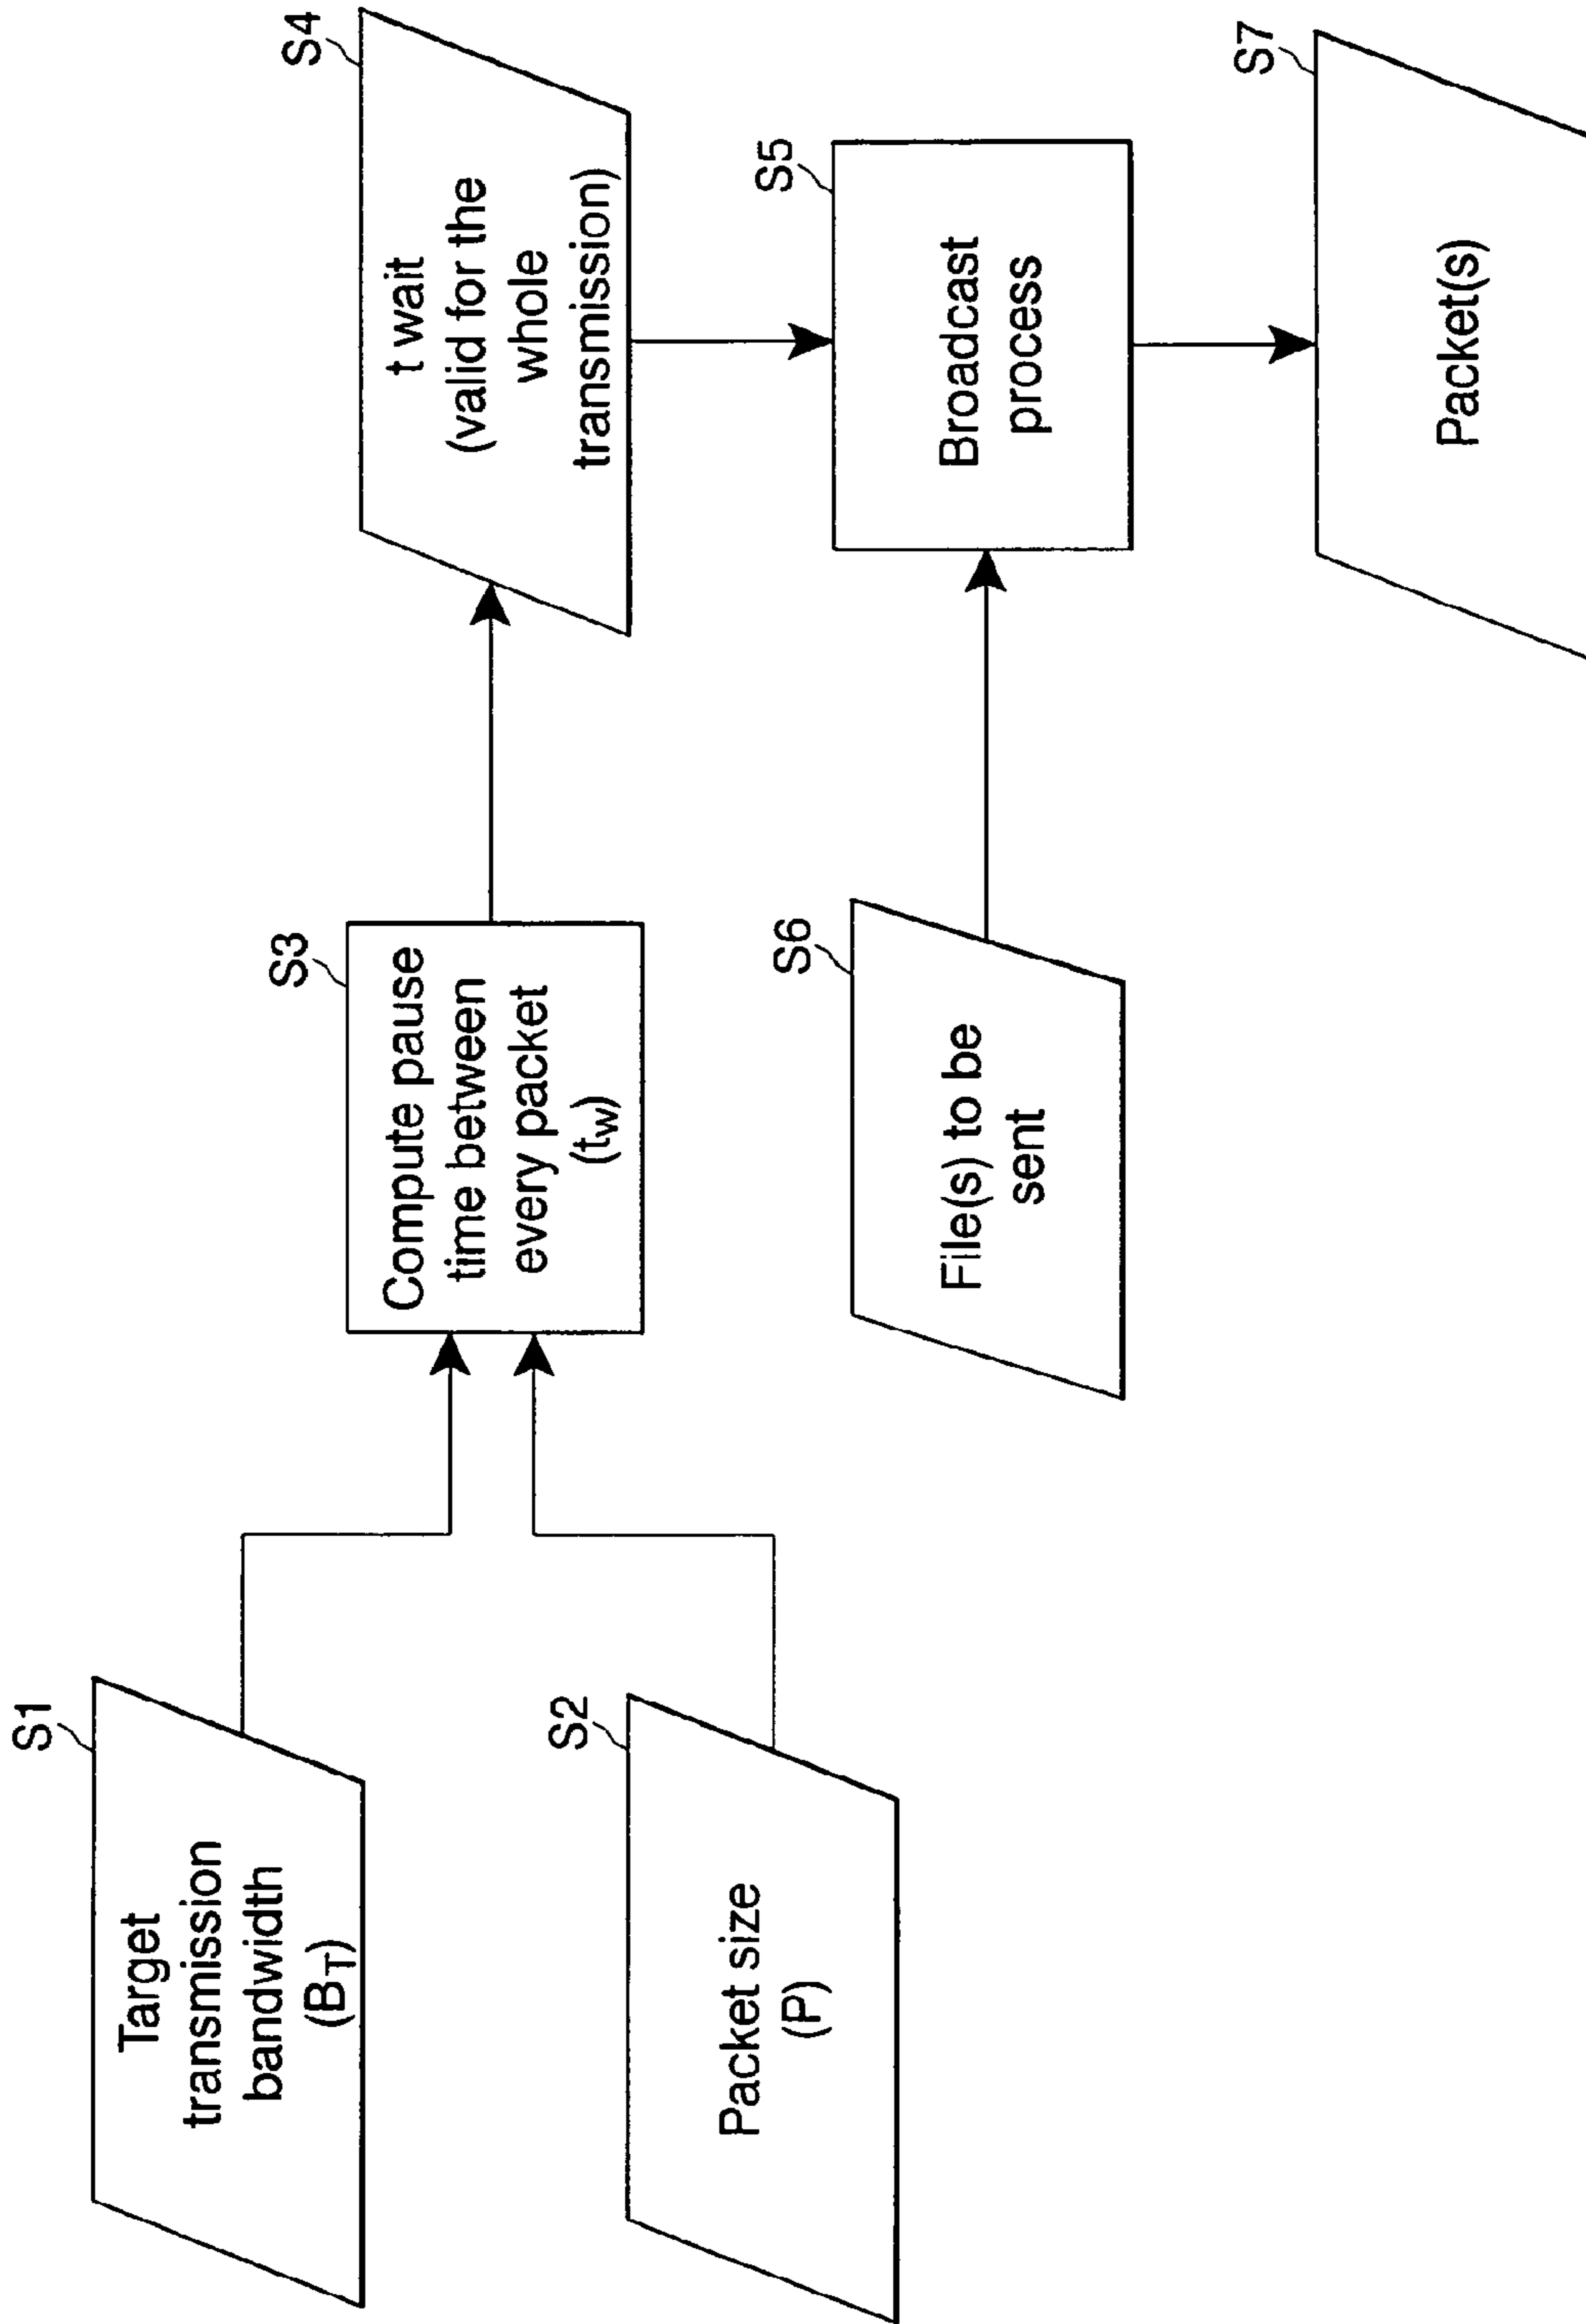 S1
Target
transmission
bandwidth
(B_T)
S2
Packet size
(P)
S3
Compute pause
time between
every packet
(t_w)
S4
t wait
(valid for the
whole
transmission)
S6
File(s) to be
sent
S5
Broadcast
process
S7
Packet(s)